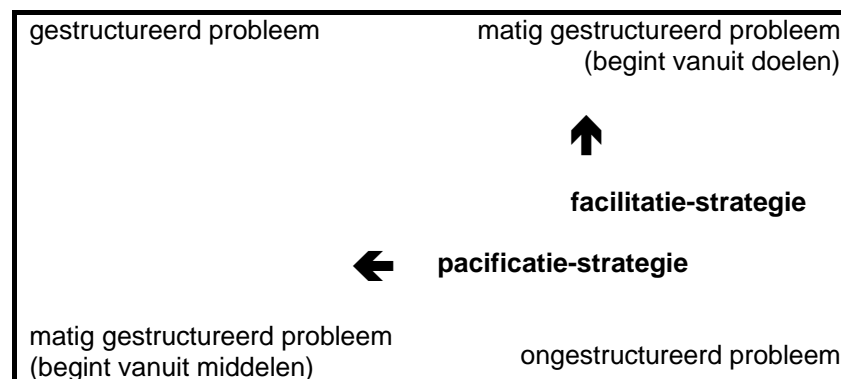 gestructureerd probleem
matig gestructureerd probleem
(begint vanuit doelen)
facilitatie-strategie
pacificatie-strategie
matig gestructureerd probleem
(begint vanuit middelen)
ongestructureerd probleem